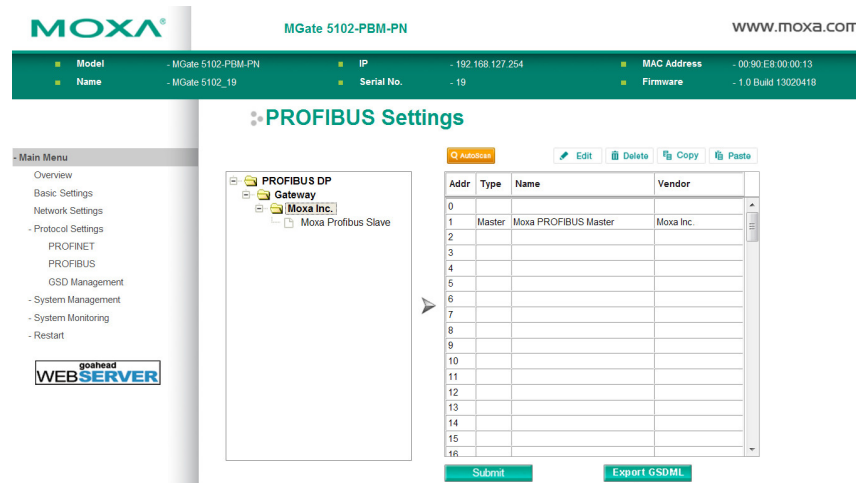 MOXA®
MGate 5102-PBM-PN
www.moxa.com
Model - MGate 5102-PBM-PN IP - 192.168.127.254 MAC Address - 00:90:E8:00:00:13
Name - MGate 5102_19 Serial No. - 19 Firmware - 1.0 Build 13020418
PROFIBUS Settings
- Main Menu
Overview
Basic Settings
Network Settings
- Protocol Settings
PROFINET
PROFIBUS
GSD Management
- System Management
- System Monitoring
- Restart
goahead
WEBSERVER
PROFIBUS DP
Gateway
Moxa Inc.
Moxa Profibus Slave
AutoScan Edit Delete Copy Paste
Addr Type Name Vendor
0
1 Master Moxa PROFIBUS Master Moxa Inc.
2
3
4
5
6
7
8
9
10
11
12
13
14
15
16
Submit Export GSDML